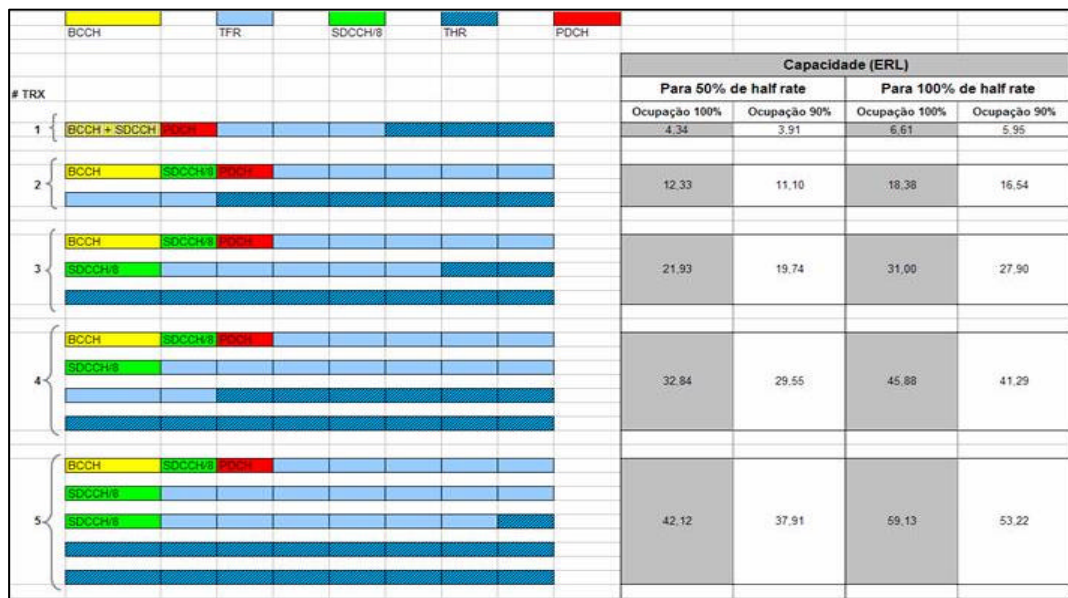 BCCH TFR SDCCH/8 THR PDCH
Capacidade (ERL)
# TRX Para 50% de half rate Para 100% de half rate
Ocupação 100% Ocupação 90% Ocupação 100% Ocupação 90%
1 BCCH + SDCCH PDCH 4,34 3,91 6,61 5,95
BCCH SDCCH/8 PDCH
2 12,33 11,10 18,38 16,54
BCCH SDCCH/8 PDCH
3 SDCCH/8 21,93 19,74 31,00 27,90
BCCH SDCCH/8 PDCH
SDCCH/8
4 32,84 29,55 45,88 41,29
BCCH SDCCH/8 PDCH
SDCCH/8
5 SDCCH/8 42,12 37,91 59,13 53,22